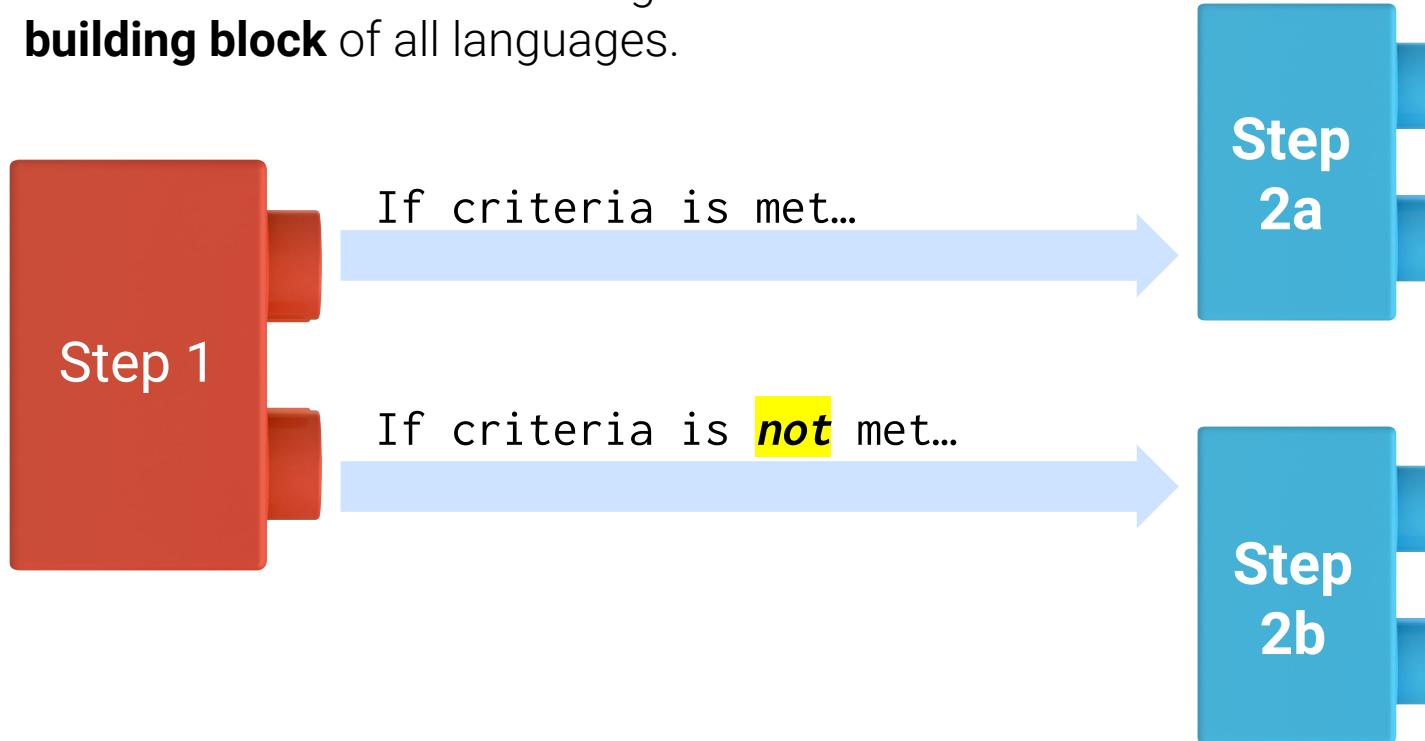 building block of all languages.
Step
2a
If criteria is met…
Step 1
If criteria is not met…
Step
2b